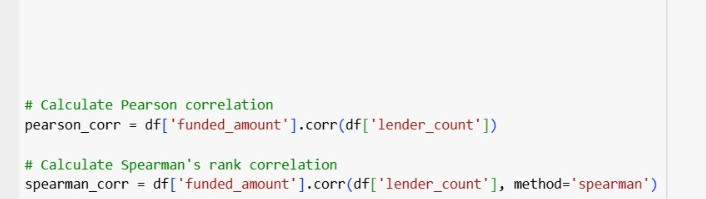 # Calculate Pearson correlation
pearson_corr = df['funded_amount'].corr(df['lender_count'])
# Calculate Spearman's rank correlation
spearman_corr = df['funded_amount'].corr(df['lender_count'], method='spearman')